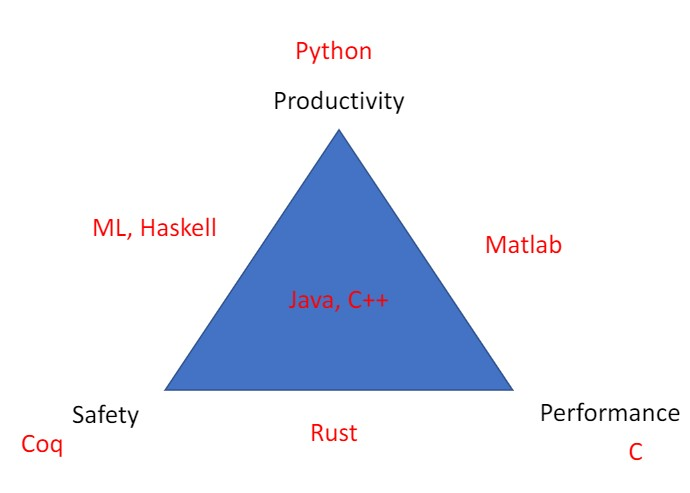 Python
Productivity
ML, Haskell
Matlab
Java, C++
Safety
Performance
Coq
Rust
C